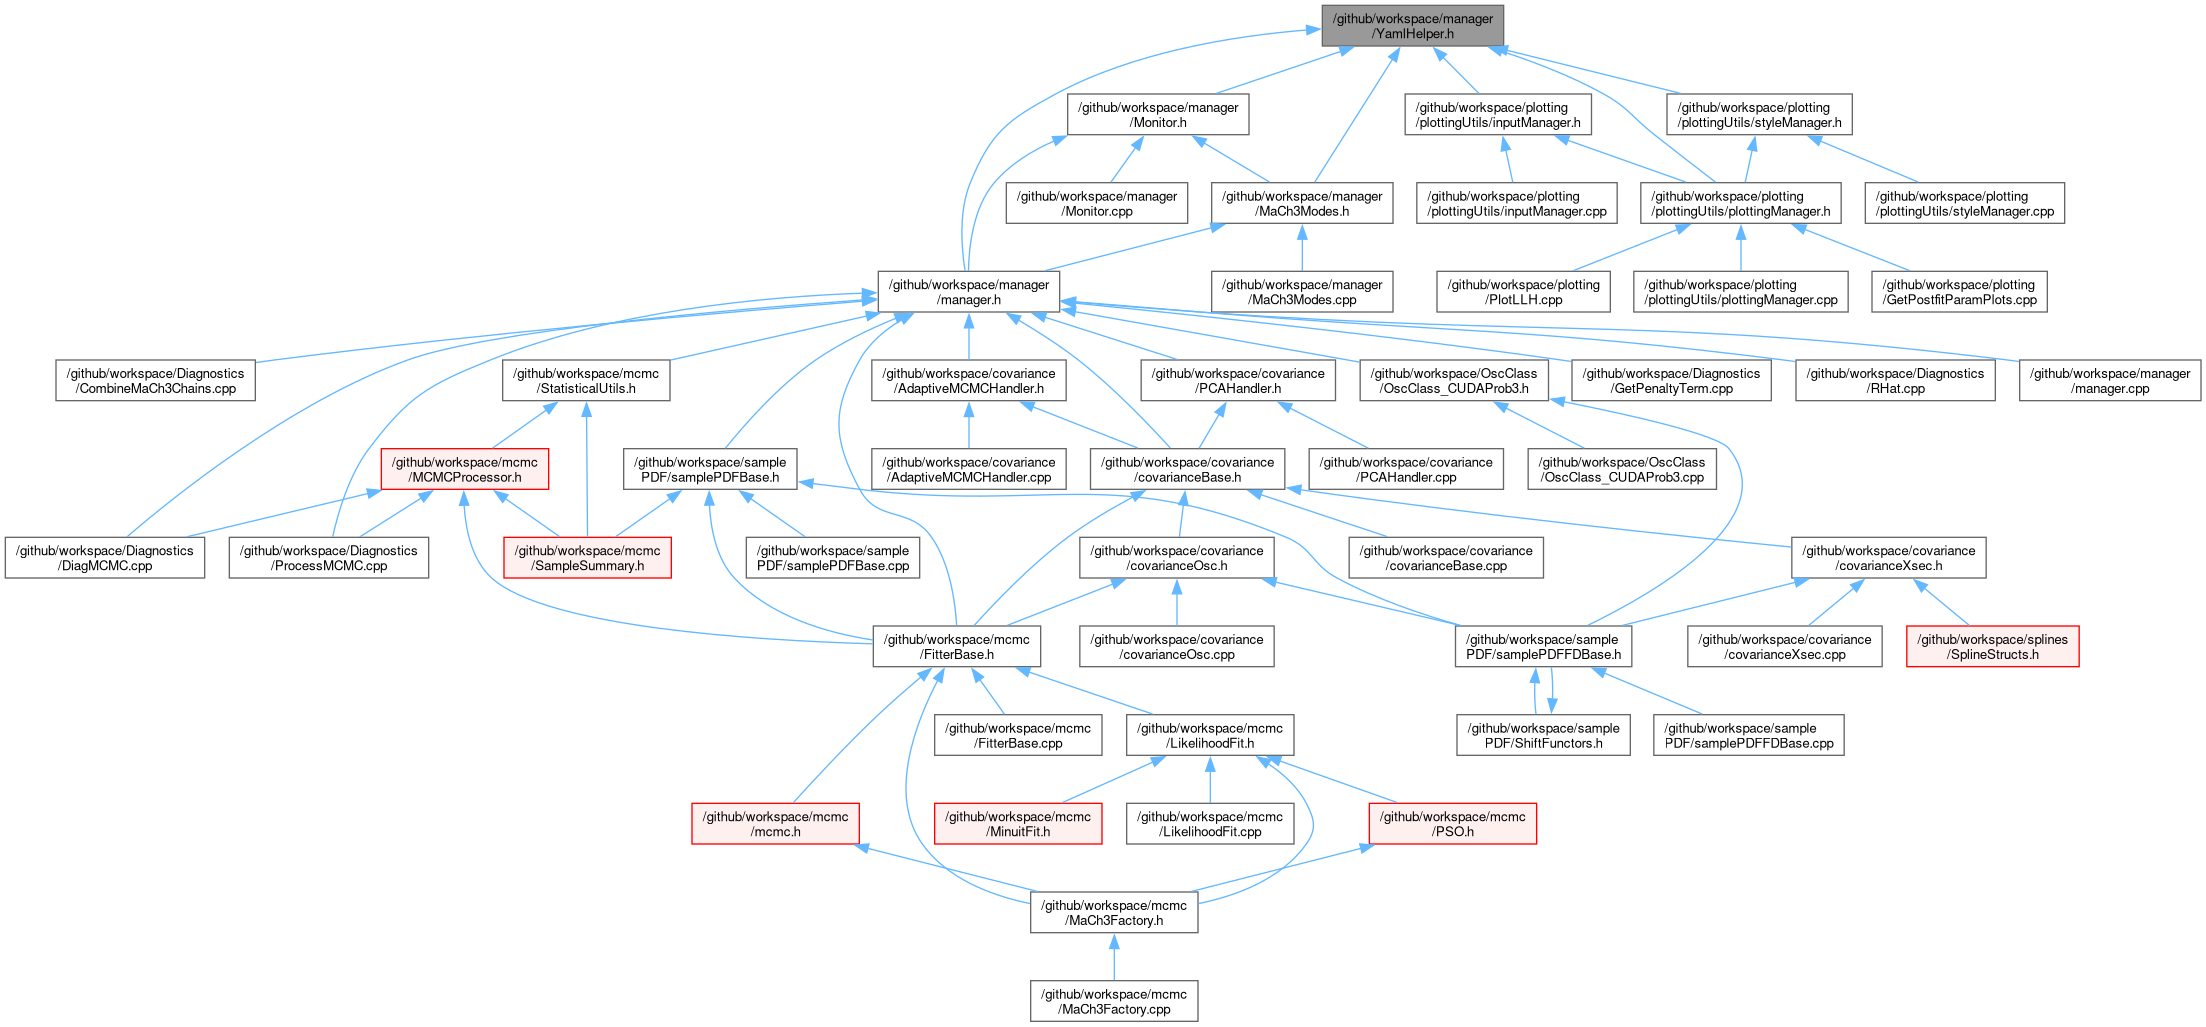 /github/workspace/manager
/YamlHelper.h
/github/workspace/manager
/Monitor.h
/github/workspace/plotting
/plottingUtils/inputManager.h
/github/workspace/plotting
/plottingUtils/styleManager.h
/github/workspace/manager
/Monitor.cpp
/github/workspace/manager
/MaCh3Modes.h
/github/workspace/plotting
/plottingUtils/inputManager.cpp
/github/workspace/plotting
/plottingUtils/plottingManager.h
/github/workspace/plotting
/plottingUtils/styleManager.cpp
/github/workspace/manager
/manager.h
/github/workspace/manager
/MaCh3Modes.cpp
/github/workspace/plotting
/PlotLLH.cpp
/github/workspace/plotting
/plottingUtils/plottingManager.cpp
/github/workspace/plotting
/GetPostfitParamPlots.cpp
/github/workspace/Diagnostics
/CombineMaCh3Chains.cpp
/github/workspace/mcmc
/StatisticalUtils.h
/github/workspace/covariance
/AdaptiveMCMCHandler.h
/github/workspace/covariance
/PCAHandler.h
/github/workspace/OscClass
/OscClass_CUDAProb3.h
/github/workspace/Diagnostics
/GetPenaltyTerm.cpp
/github/workspace/Diagnostics
/RHat.cpp
/github/workspace/manager
/manager.cpp
/github/workspace/mcmc
/MCMCProcessor.h
/github/workspace/sample
PDF/samplePDFBase.h
/github/workspace/covariance
/AdaptiveMCMCHandler.cpp
/github/workspace/covariance
/covarianceBase.h
/github/workspace/covariance
/PCAHandler.cpp
/github/workspace/OscClass
/OscClass_CUDAProb3.cpp
/github/workspace/Diagnostics
/DiagMCMC.cpp
/github/workspace/Diagnostics
/ProcessMCMC.cpp
/github/workspace/mcmc
/SampleSummary.h
/github/workspace/sample
PDF/samplePDFBase.cpp
/github/workspace/covariance
/covarianceOsc.h
/github/workspace/covariance
/covarianceBase.cpp
/github/workspace/covariance
/covarianceXsec.h
/github/workspace/mcmc
/FitterBase.h
/github/workspace/covariance
/covarianceOsc.cpp
/github/workspace/sample
PDF/samplePDFFDBase.h
/github/workspace/covariance
/covarianceXsec.cpp
/github/workspace/splines
/SplineStructs.h
/github/workspace/mcmc
/FitterBase.cpp
/github/workspace/mcmc
/LikelihoodFit.h
/github/workspace/sample
PDF/ShiftFunctors.h
/github/workspace/sample
PDF/samplePDFFDBase.cpp
/github/workspace/mcmc
/mcmc.h
/github/workspace/mcmc
/MinuitFit.h
/github/workspace/mcmc
/LikelihoodFit.cpp
/github/workspace/mcmc
/PSO.h
/github/workspace/mcmc
/MaCh3Factory.h
/github/workspace/mcmc
/MaCh3Factory.cpp